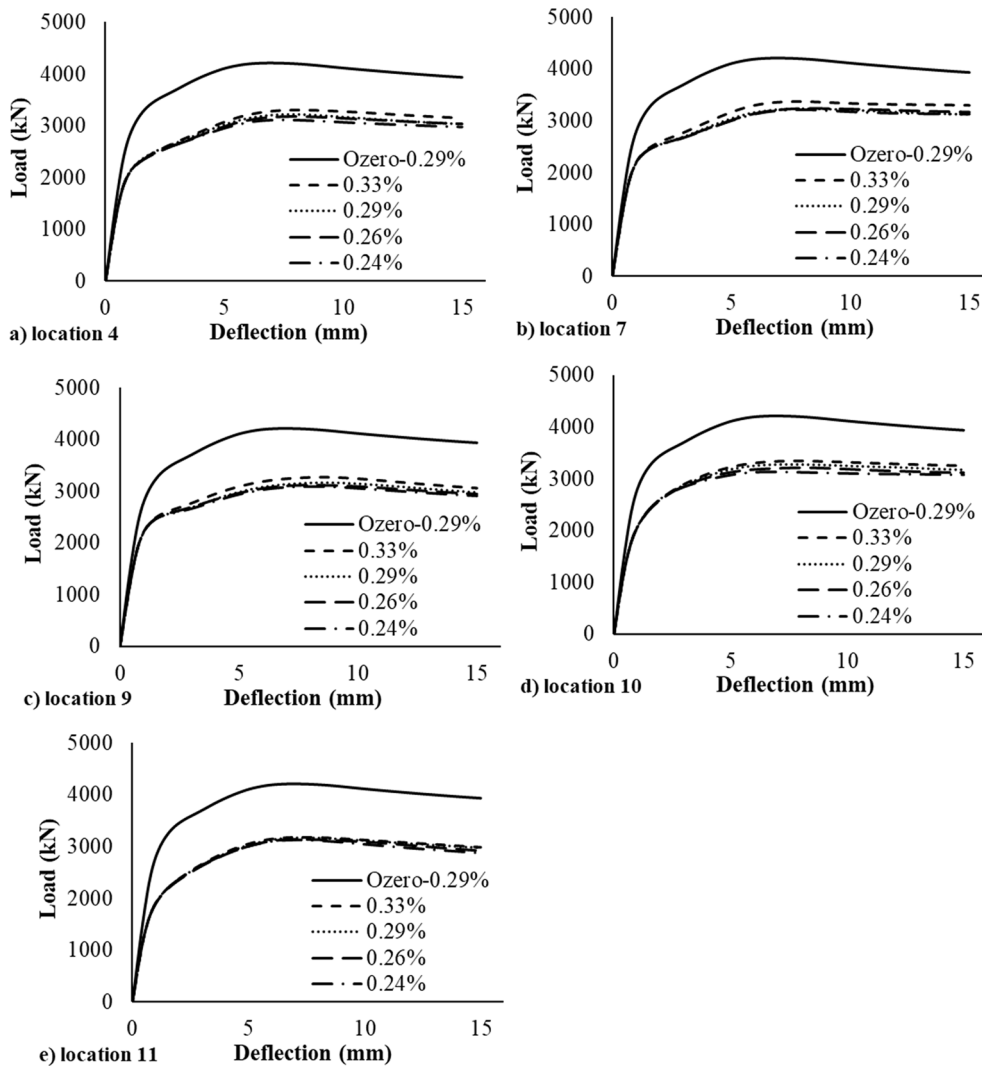 5000
4000
3000
2000
1000
0
Load (kN)
Ozero-0.29%
0.33%
0.29%
0.26%
0.24%
0 5 10 15
Deflection (mm)
a) location 4
5000
4000
3000
2000
1000
0
Load (kN)
Ozero-0.29%
0.33%
0.29%
0.26%
0.24%
0 5 10 15
Deflection (mm)
b) location 7
5000
4000
3000
2000
1000
0
Load (kN)
Ozero-0.29%
0.33%
0.29%
0.26%
0.24%
0 5 10 15
Deflection (mm)
c) location 9
5000
4000
3000
2000
1000
0
Load (kN)
Ozero-0.29%
0.33%
0.29%
0.26%
0.24%
0 5 10 15
Deflection (mm)
d) location 10
5000
4000
3000
2000
1000
0
Load (kN)
Ozero-0.29%
0.33%
0.29%
0.26%
0.24%
0 5 10 15
Deflection (mm)
e) location 11